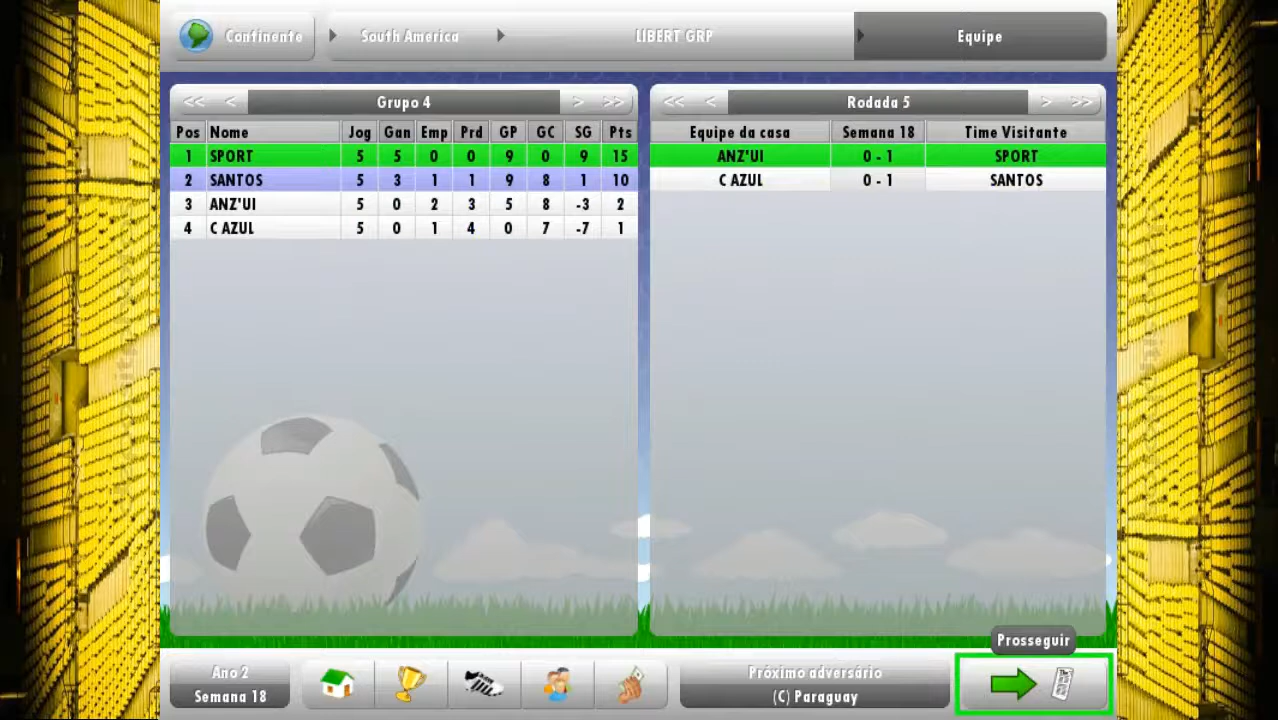 Continente South America LIBERT GRP Equipe
<< < Grupo 4 > >>
Pos Nome Jog Gan Emp Prd GP GC SG Pts
1 SPORT 5 5 0 0 9 0 9 15
2 SANTOS 5 3 1 1 9 8 1 10
3 ANZ'UI 5 0 2 3 5 8 -3 2
4 C AZUL 5 0 1 4 0 7 -7 1
<< < Rodada 5 > >>
Equipe da casa Semana 18 Time Visitante
ANZ'UI 0 - 1 SPORT
C AZUL 0 - 1 SANTOS
Prosseguir
Ano 2
Semana 18
Próximo adversário
(C) Paraguay